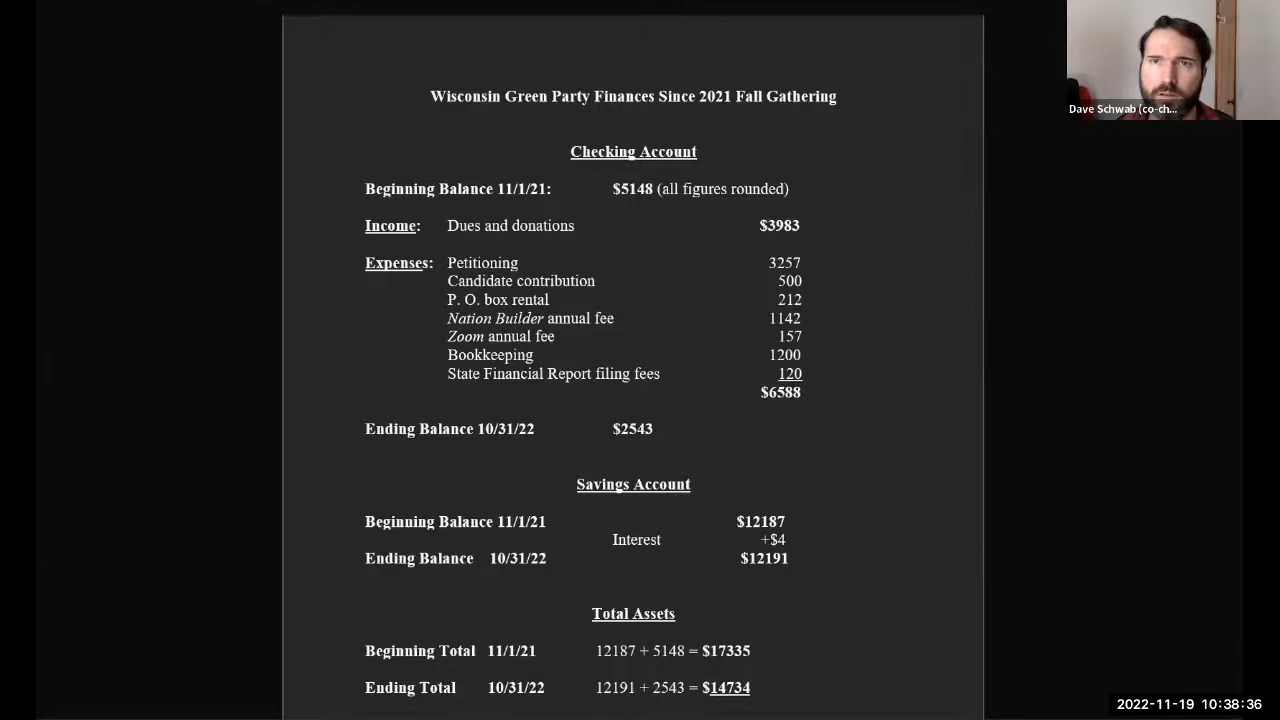 Dave Schwab (co-ch...
Wisconsin Green Party Finances Since 2021 Fall Gathering
Checking Account
Beginning Balance 11/1/21: $5148 (all figures rounded)
Income: Dues and donations $3983
Expenses: Petitioning 3257
Candidate contribution 500
P. O. box rental 212
Nation Builder annual fee 1142
Zoom annual fee 157
Bookkeeping 1200
State Financial Report filing fees 120
$6588
Ending Balance 10/31/22 $2543
Savings Account
Beginning Balance 11/1/21 $12187
Interest +$4
Ending Balance 10/31/22 $12191
Total Assets
Beginning Total 11/1/21 12187 + 5148 = $17335
Ending Total 10/31/22 12191 + 2543 = $14734
2022-11-19 10:38:36